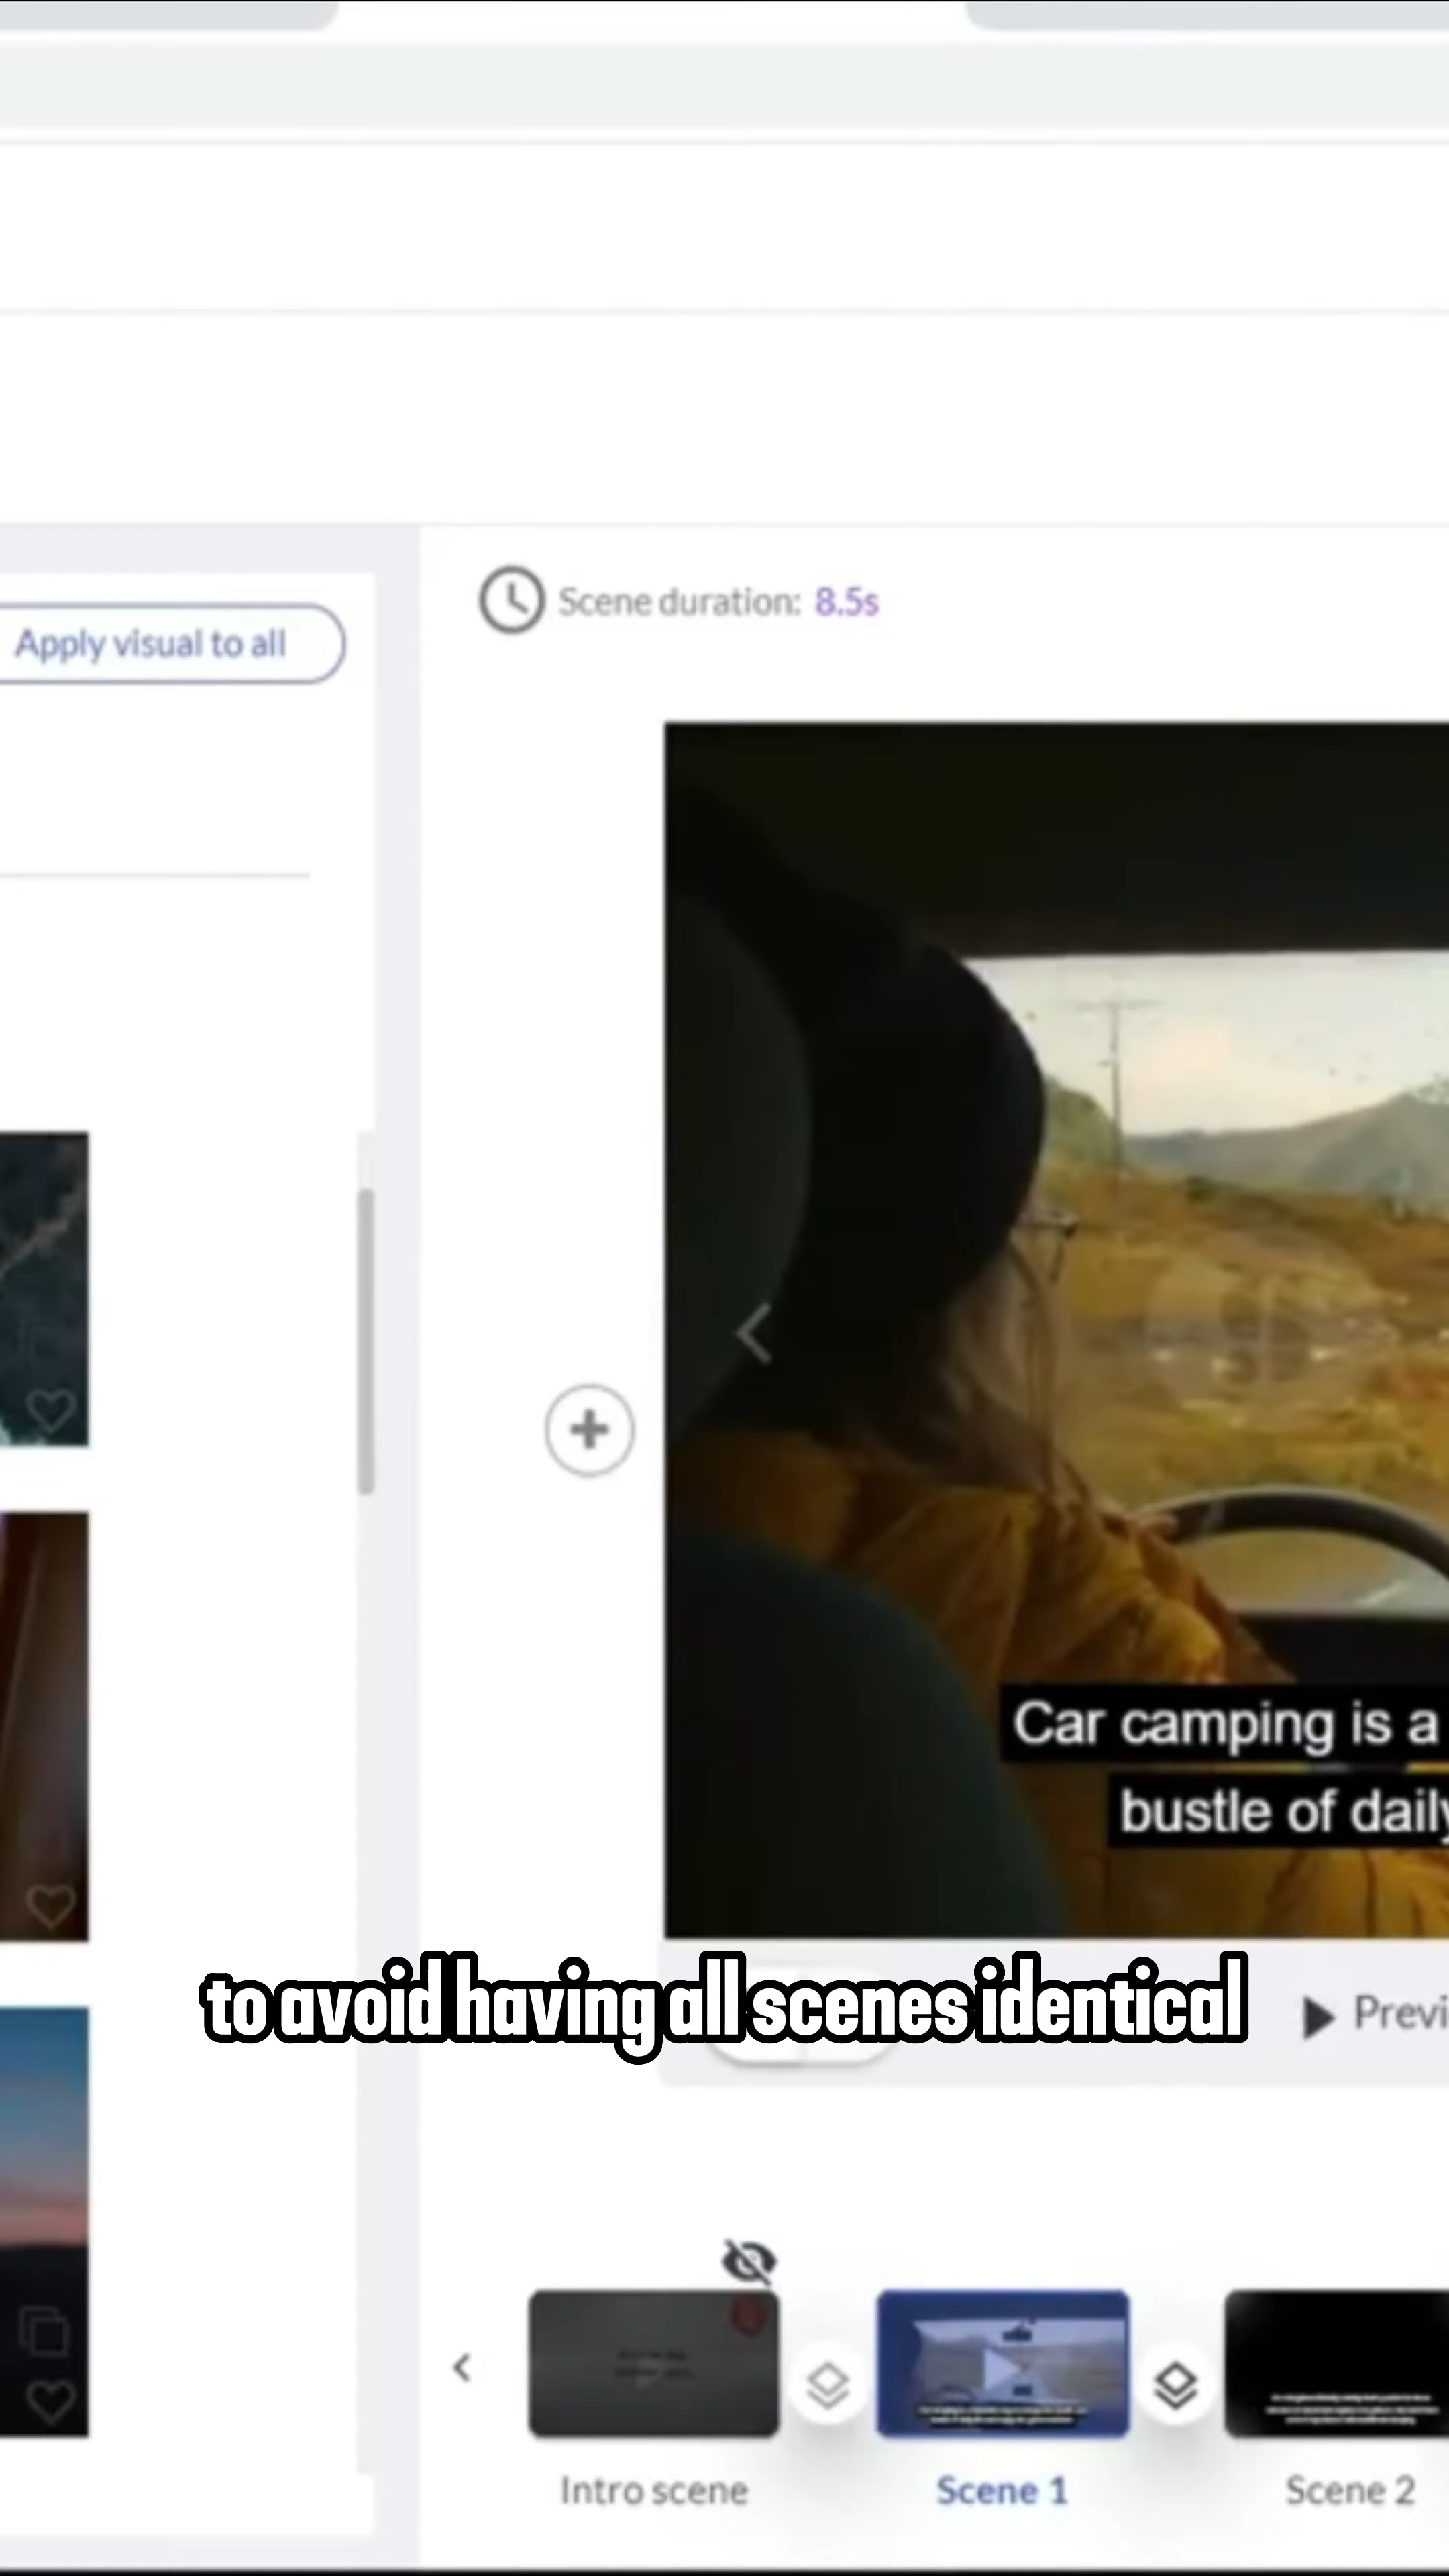 Scene duration: 8.5s
Apply visual to all
Car camping is a
bustle of daily
to avoid having all scenes identical
Previ
Intro scene
Scene 1
Scene 2